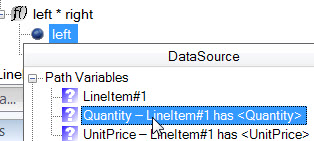 f() left * right
left
DataSource
Path Variables
LineItem#1
Quantity – LineItem#1 has <Quantity>
UnitPrice – LineItem#1 has <UnitPrice>